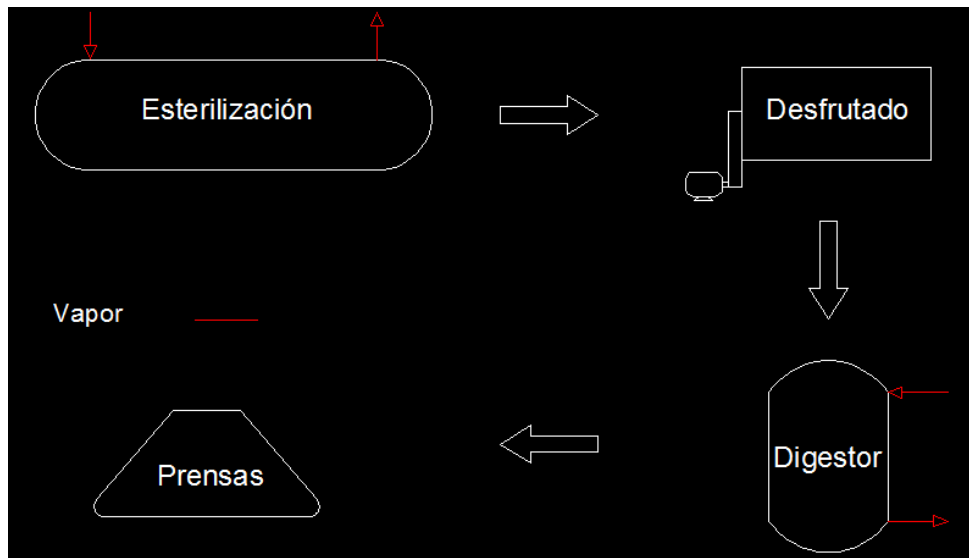 Esterilización
Desfrutado
Vapor
Digestor
Prensas